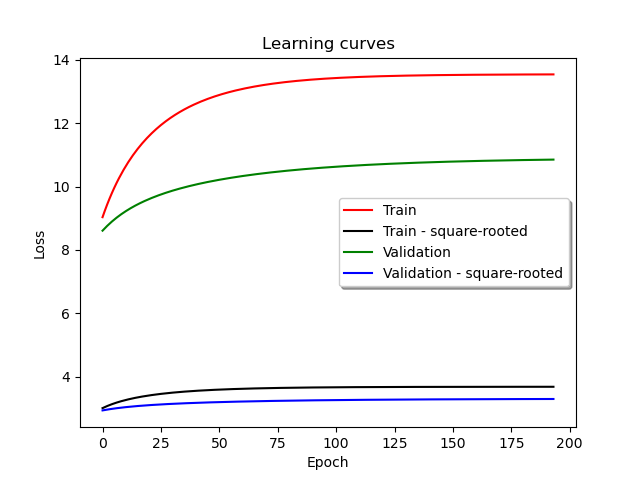 Learning curves
14
12
10
8
6
4
Loss
Train
Train - square-rooted
Validation
Validation - square-rooted
0 25 50 75 100 125 150 175 200
Epoch